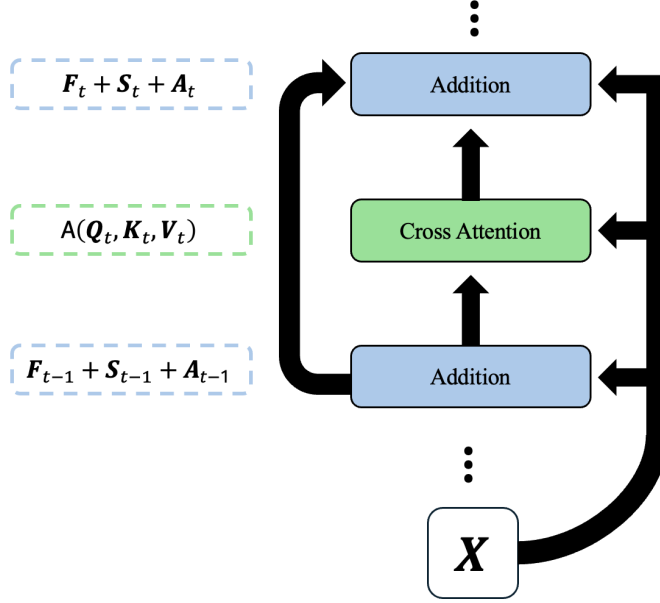 F_t + S_t + A_t
Addition
A(Q_t, K_t, V_t)
Cross Attention
F_{t-1} + S_{t-1} + A_{t-1}
Addition
X